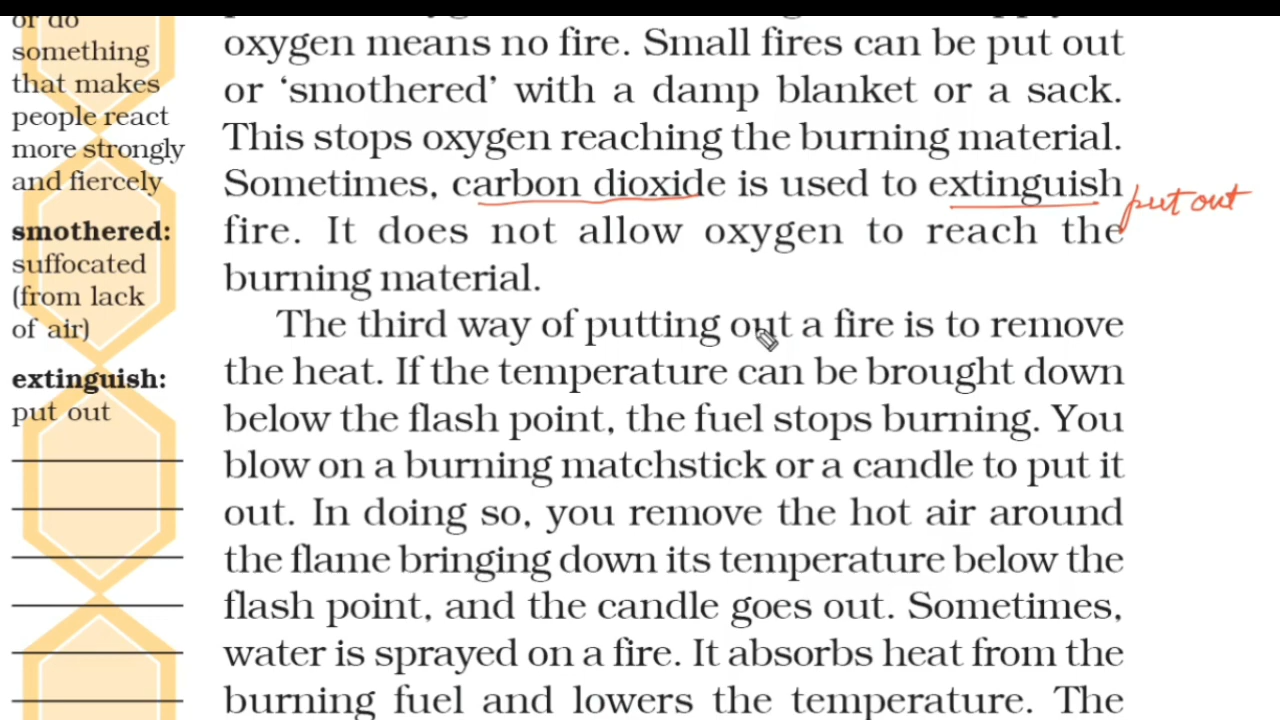 or do
something
that makes
people react
more strongly
and fiercely
smothered:
suffocated
(from lack
of air)
extinguish:
put out
oxygen means no fire. Small fires can be put out
or ‘smothered’ with a damp blanket or a sack.
This stops oxygen reaching the burning material.
Sometimes, carbon dioxide is used to extinguish
put out
fire. It does not allow oxygen to reach the
burning material.
The third way of putting out a fire is to remove
the heat. If the temperature can be brought down
below the flash point, the fuel stops burning. You
blow on a burning matchstick or a candle to put it
out. In doing so, you remove the hot air around
the flame bringing down its temperature below the
flash point, and the candle goes out. Sometimes,
water is sprayed on a fire. It absorbs heat from the
burning fuel and lowers the temperature. The